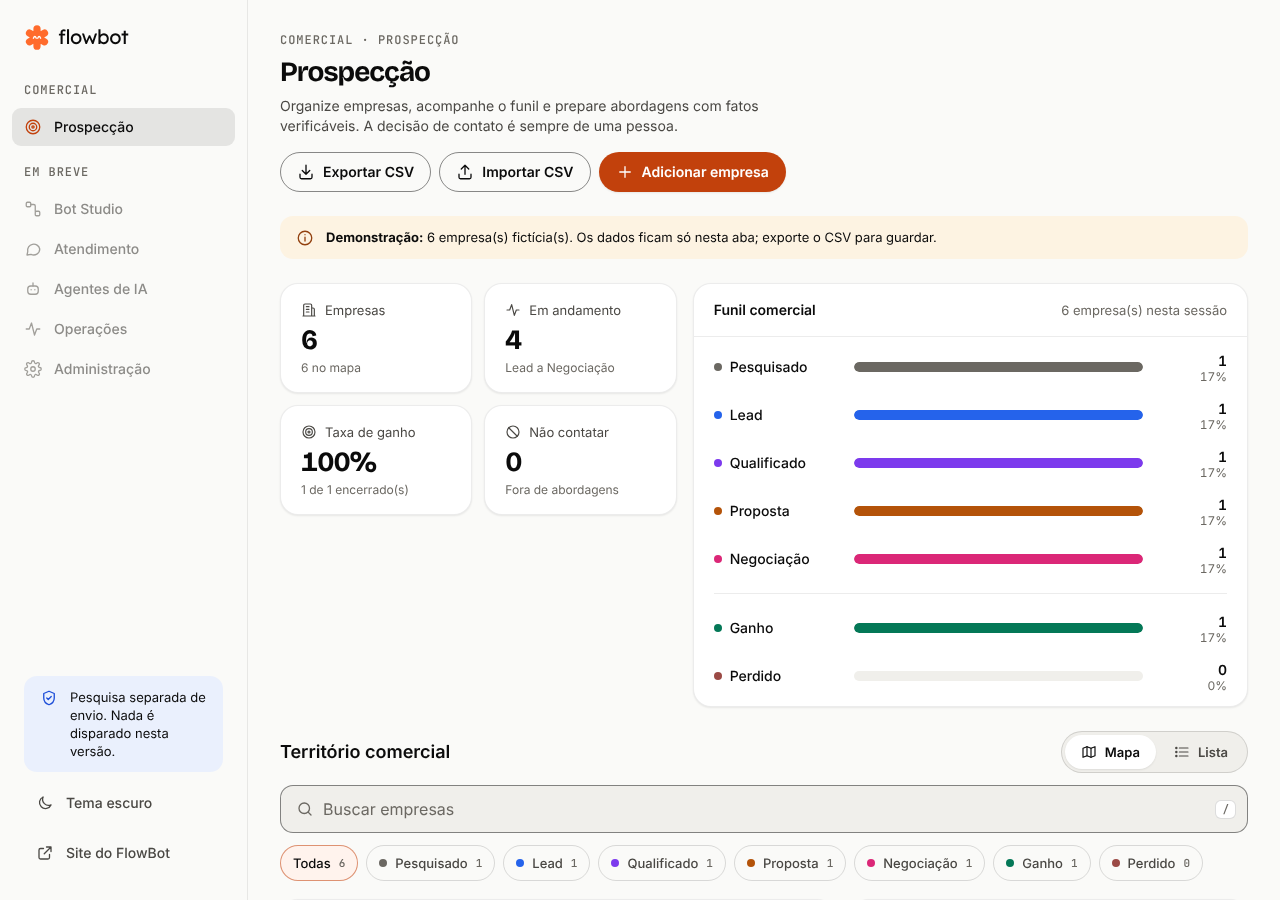 flowbot
COMERCIAL
Prospecção
EM BREVE
Bot Studio
Atendimento
Agentes de IA
Operações
Administração
Pesquisa separada de
envio. Nada é
disparado nesta
versão.
Tema escuro
Site do FlowBot
COMERCIAL · PROSPECÇÃO
Prospecção
Organize empresas, acompanhe o funil e prepare abordagens com fatos
verificáveis. A decisão de contato é sempre de uma pessoa.
Exportar CSV
Importar CSV
Adicionar empresa
Demonstração: 6 empresa(s) fictícia(s). Os dados ficam só nesta aba; exporte o CSV para guardar.
Empresas
6
6 no mapa
Em andamento
4
Lead a Negociação
Taxa de ganho
100%
1 de 1 encerrado(s)
Não contatar
0
Fora de abordagens
Funil comercial
6 empresa(s) nesta sessão
Pesquisado
1
17%
Lead
1
17%
Qualificado
1
17%
Proposta
1
17%
Negociação
1
17%
Ganho
1
17%
Perdido
0
0%
Território comercial
Mapa
Lista
Buscar empresas
/
Todas 6
Pesquisado 1
Lead 1
Qualificado 1
Proposta 1
Negociação 1
Ganho 1
Perdido 0